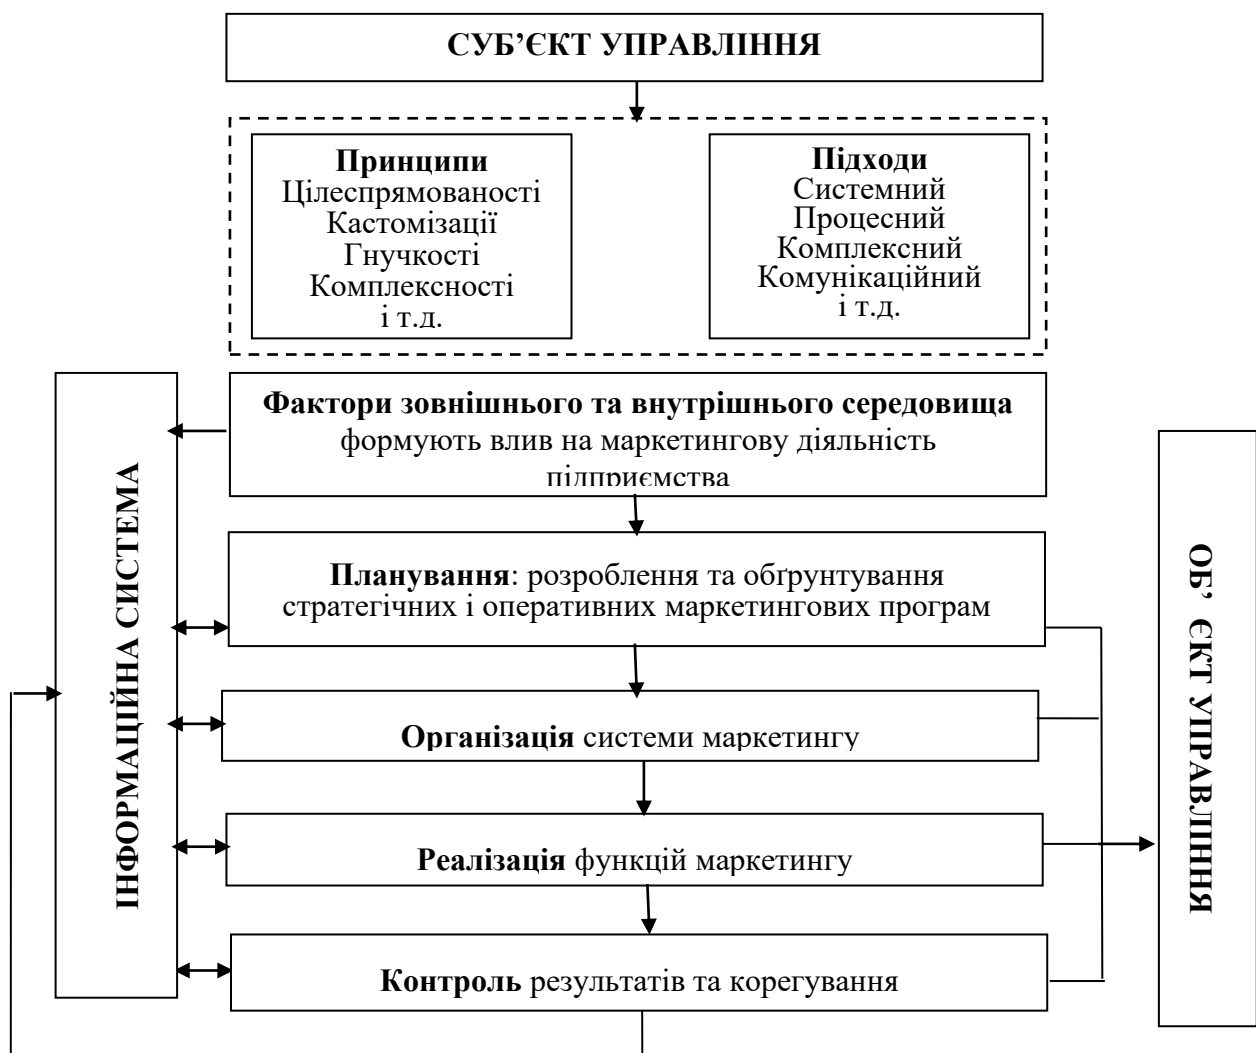 СУБ’ЄКТ УПРАВЛІННЯ
Принципи
Цілеспрямованості
Кастомізації
Гнучкості
Комплексності
і т.д.
Підходи
Системний
Процесний
Комплексний
Комунікаційний
і т.д.
Фактори зовнішнього та внутрішнього середовища
формують влив на маркетингову діяльність
підприємства
ІНФОРМАЦІЙНА СИСТЕМА
Планування: розроблення та обґрунтування
стратегічних і оперативних маркетингових програм
Організація системи маркетингу
Реалізація функцій маркетингу
Контроль результатів та корегування
ОБ’ ЄКТ УПРАВЛІННЯ